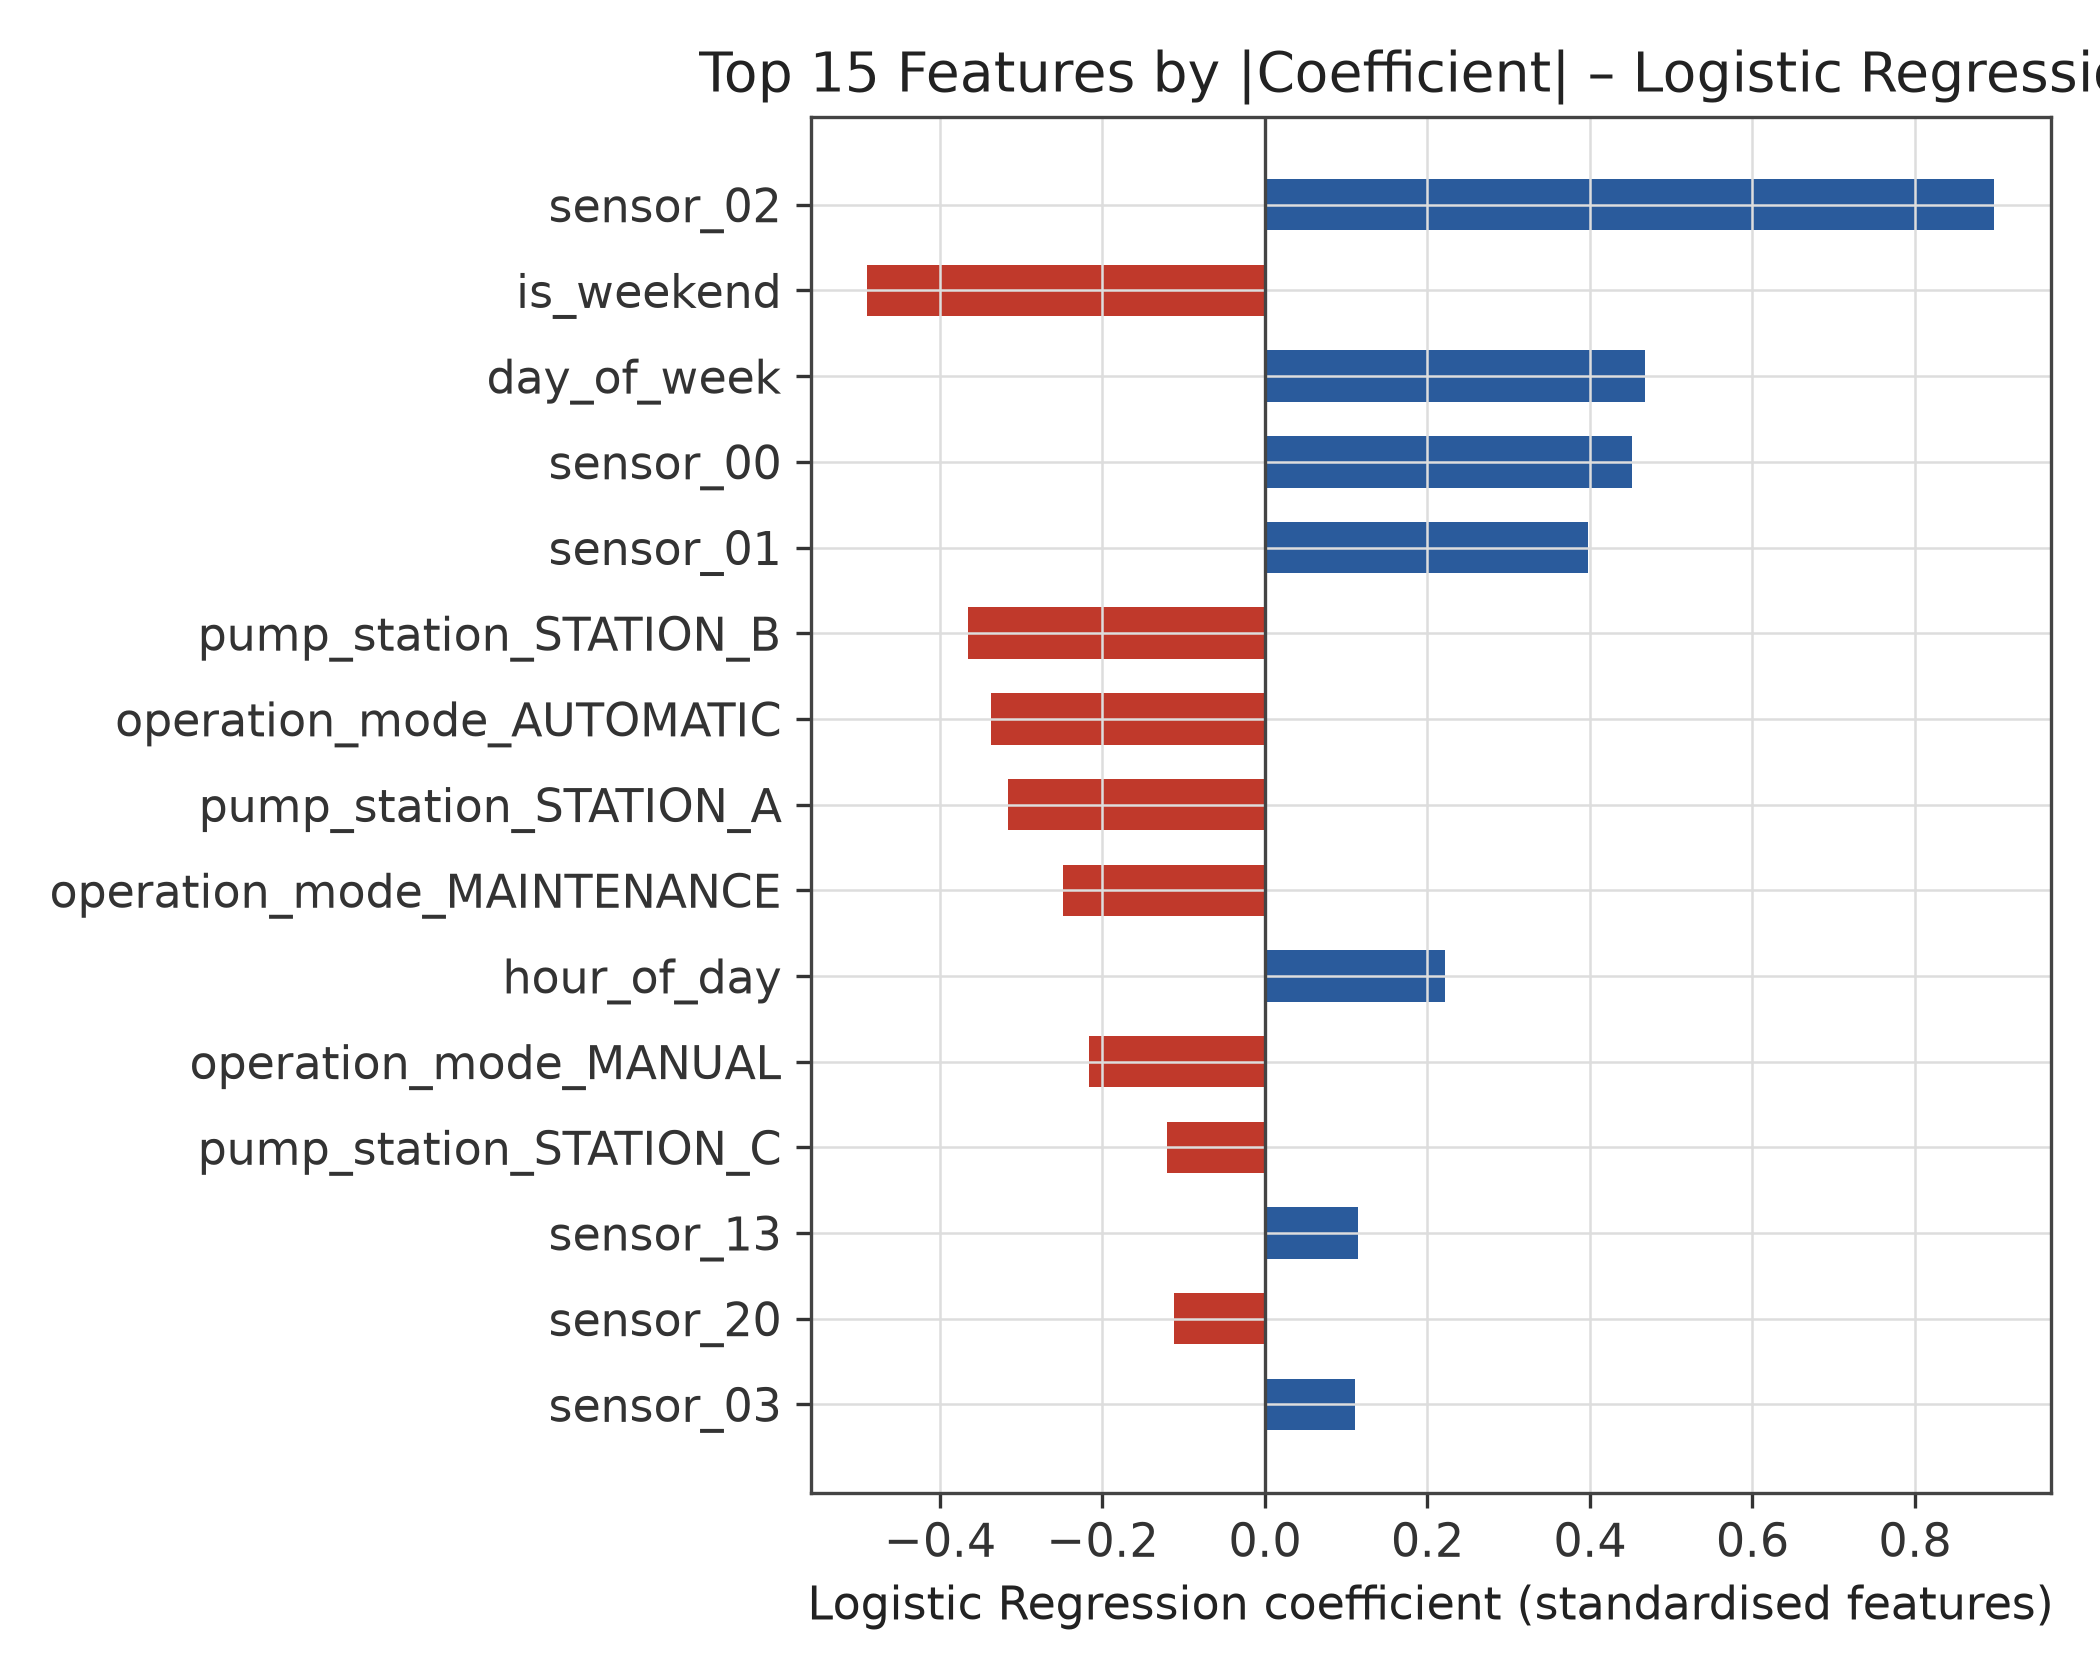 Top 15 Features by |Coefficient| – Logistic Regressio
sensor_02
is_weekend
day_of_week
sensor_00
sensor_01
pump_station_STATION_B
operation_mode_AUTOMATIC
pump_station_STATION_A
operation_mode_MAINTENANCE
hour_of_day
operation_mode_MANUAL
pump_station_STATION_C
sensor_13
sensor_20
sensor_03
−0.4 −0.2 0.0 0.2 0.4 0.6 0.8
Logistic Regression coefficient (standardised features)